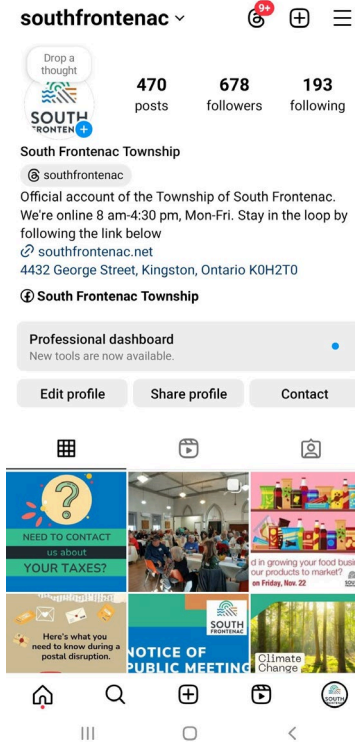 southfrontenac
9+
Drop a
thought
SOUTH
FRONTEN
470
posts
678
followers
193
following
South Frontenac Township
southfrontenac
Official account of the Township of South Frontenac.
We're online 8 am-4:30 pm, Mon-Fri. Stay in the loop by
following the link below
southfrontenac.net
4432 George Street, Kingston, Ontario K0H2T0
South Frontenac Township
Professional dashboard
New tools are now available.
Edit profile
Share profile
Contact
NEED TO CONTACT
us about
YOUR TAXES?
d in growing your food busi
our products to market?
on Friday, Nov. 22
Here's what you
need to know during a
postal disruption.
SOUTH
FRONTENAC
NOTICE OF
PUBLIC MEETING
Climate
Change
SOUTH